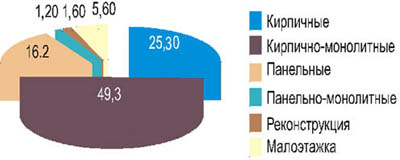 1,20 1,60 5,60
16.2
25,30
49,3
Кирпичные
Кирпично-монолитные
Панельные
Панельно-монолитные
Реконструкция
Малоэтажка